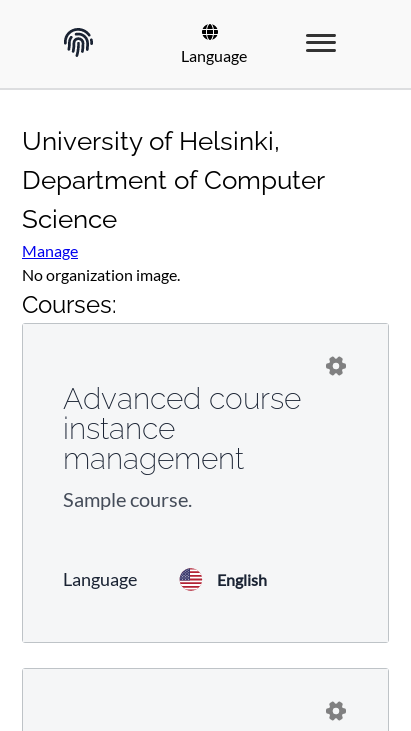 Language
University of Helsinki,
Department of Computer
Science
Manage
No organization image.
Courses:
Advanced course
instance
management
Sample course.
Language English